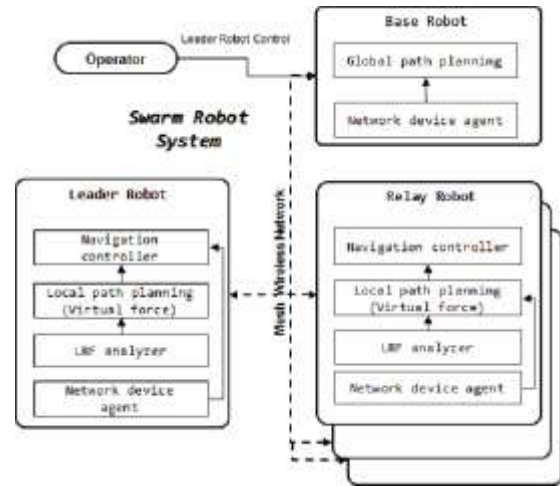 Base Robot
Leader Robot Control
Operator
Global path planning
Network device agent
Swarm Robot
System
Leader Robot
Navigation
controller
Local path planning
(Virtual force)
LRF analyzer
Network device
agent
Mesh Wireless Network
Relay Robot
Navigation controller
Local path planning
(Virtual force)
LRF analyzer
Network device agent